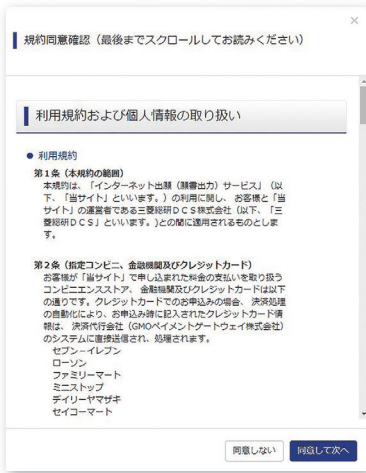 ×
規約同意確認（最後までスクロールしてお読みください）
利用規約および個人情報の取り扱い
● 利用規約
第1条（本規約の範囲）
本規約は、「インターネット出願（願書出力）サービス」（以
下、「当サイト」といいます。）の利用に関し、 お客様と「当
サイト」の運営者である三菱総研ＤＣＳ株式会社（以下、「三
菱総研ＤＣＳ」といいます。)との間に適用されるものとしま
す。
第2条（指定コンビニ、金融機関及びクレジットカード）
お客様が「当サイト」で申し込まれた料金の支払いを取り扱う
コンビニエンスストア、 金融機関及びクレジットカードは以下
の通りです。クレジットカードでのお申込みの場合、 決済処理
の自動化により、お申込み時に記入されたクレジットカード情
報は、 決済代行会社（GMOペイメントゲートウェイ株式会社）
のシステムに直接送信され、処理されます。
セブン－イレブン
ローソン
ファミリーマート
ミニストップ
デイリーヤマザキ
セイコーマート
同意しない 同意して次へ